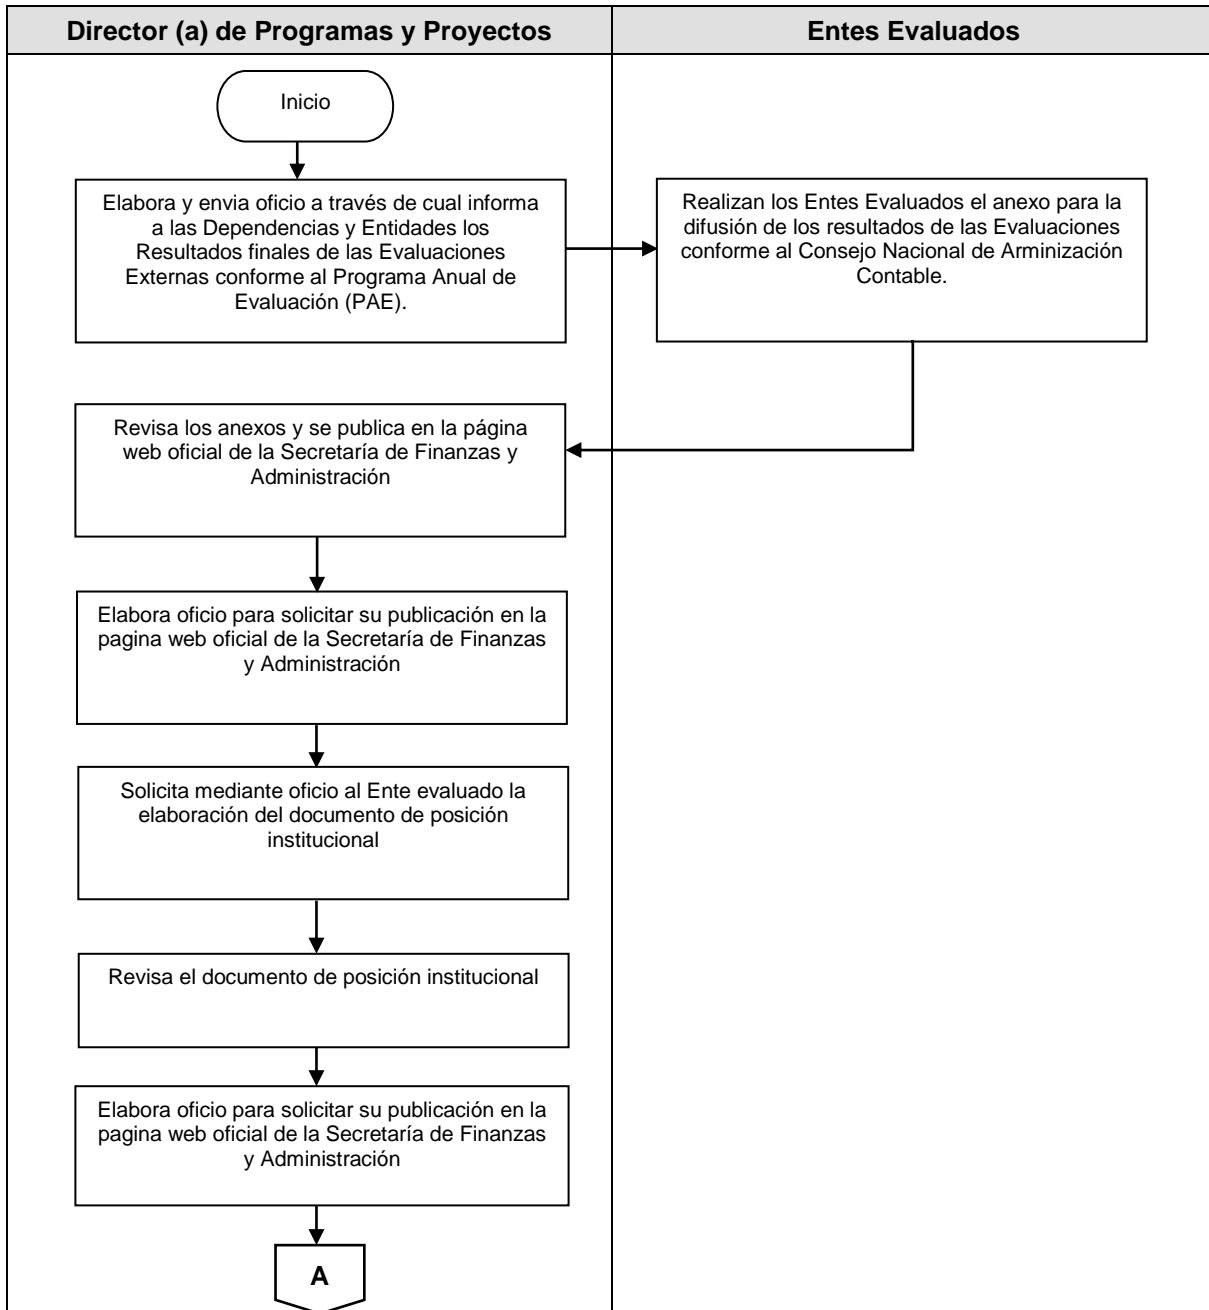 Director (a) de Programas y Proyectos
Entes Evaluados
Inicio
Elabora y envia oficio a través de cual informa
a las Dependencias y Entidades los
Resultados finales de las Evaluaciones
Externas conforme al Programa Anual de
Evaluación (PAE).
Realizan los Entes Evaluados el anexo para la
difusión de los resultados de las Evaluaciones
conforme al Consejo Nacional de Arminización
Contable.
Revisa los anexos y se publica en la página
web oficial de la Secretaría de Finanzas y
Administración
Elabora oficio para solicitar su publicación en la
pagina web oficial de la Secretaría de Finanzas
y Administración
Solicita mediante oficio al Ente evaluado la
elaboración del documento de posición
institucional
Revisa el documento de posición institucional
Elabora oficio para solicitar su publicación en la
pagina web oficial de la Secretaría de Finanzas
y Administración
A